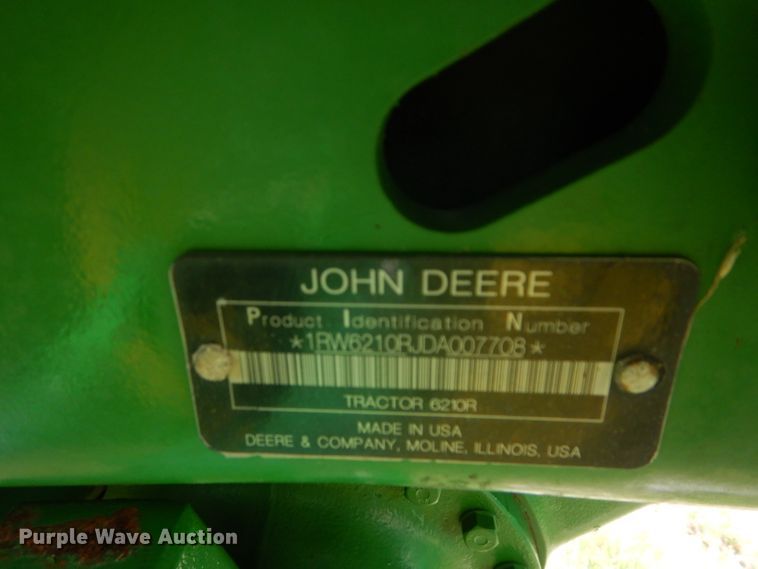 JOHN DEERE
Product Identification Number
*1RW6210RJDA007708*
TRACTOR 6210R
MADE IN USA
DEERE & COMPANY, MOLINE, ILLINOIS, USA
Purple Wave Auction